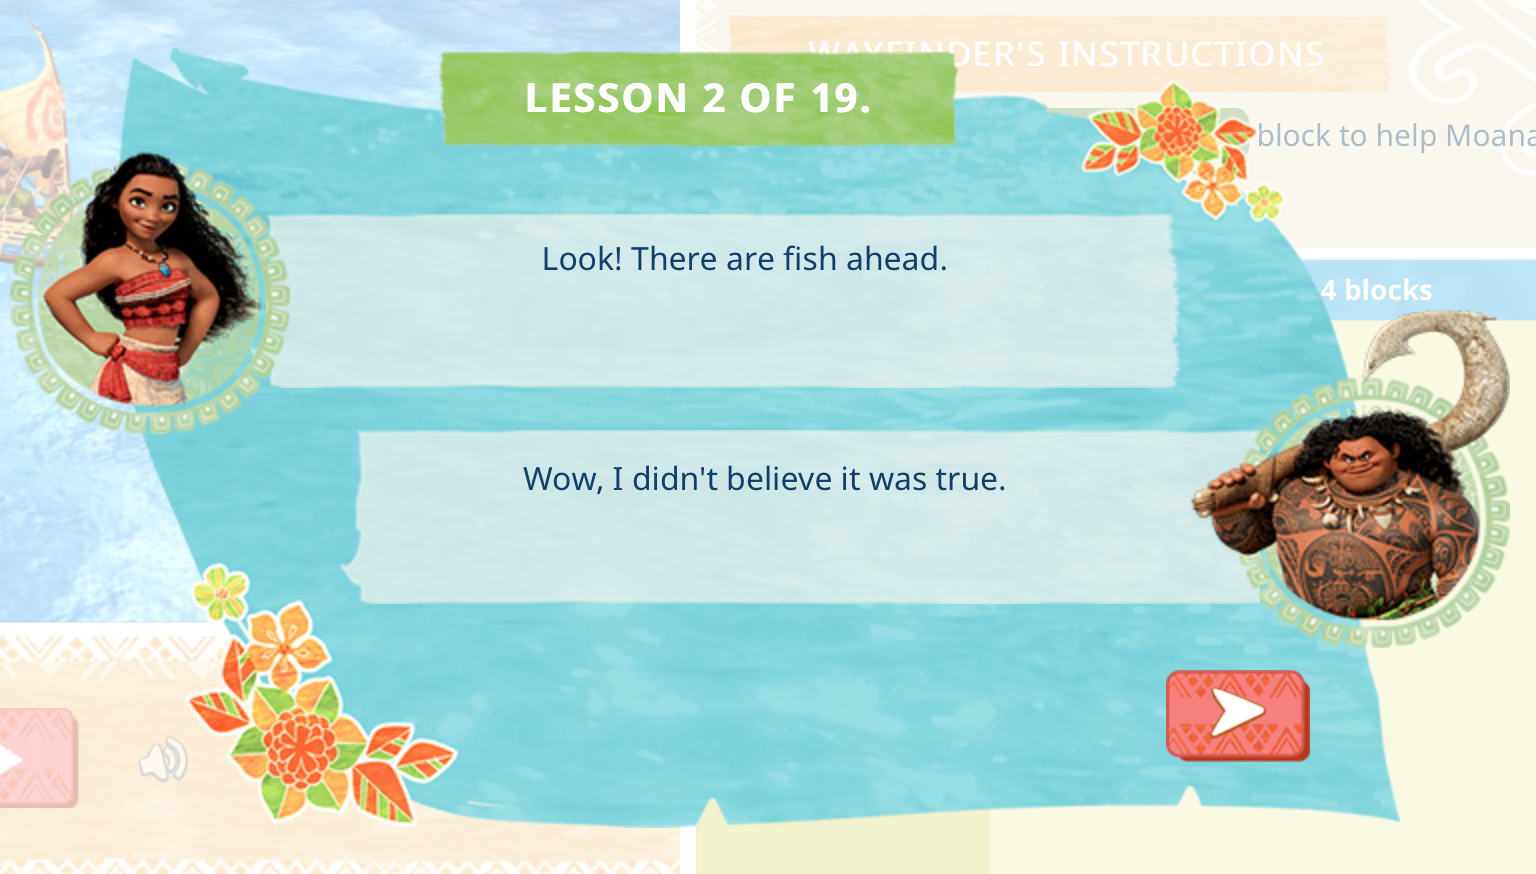 WAYFINDER'S INSTRUCTIONS
LESSON 2 OF 19.
block to help Moana
Look! There are fish ahead.
4 blocks
Wow, I didn't believe it was true.